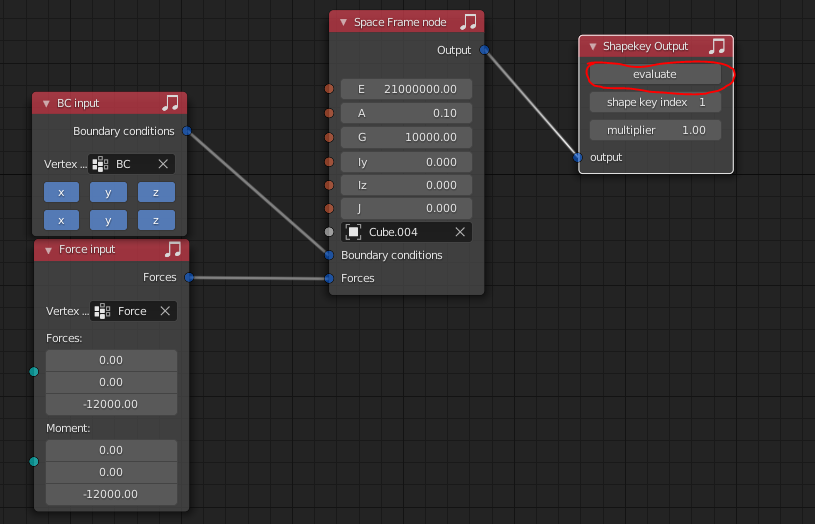 BC input
Boundary conditions
Vertex ... BC
x y z
x y z
Force input
Forces
Vertex ... Force
Forces:
0.00
0.00
-12000.00
Moment:
0.00
0.00
-12000.00
Space Frame node
Output
E 21000000.00
A 0.10
G 10000.00
Iy 0.000
Iz 0.000
J 0.000
Cube.004
Boundary conditions
Forces
Shapekey Output
evaluate
shape key index 1
multiplier 1.00
output